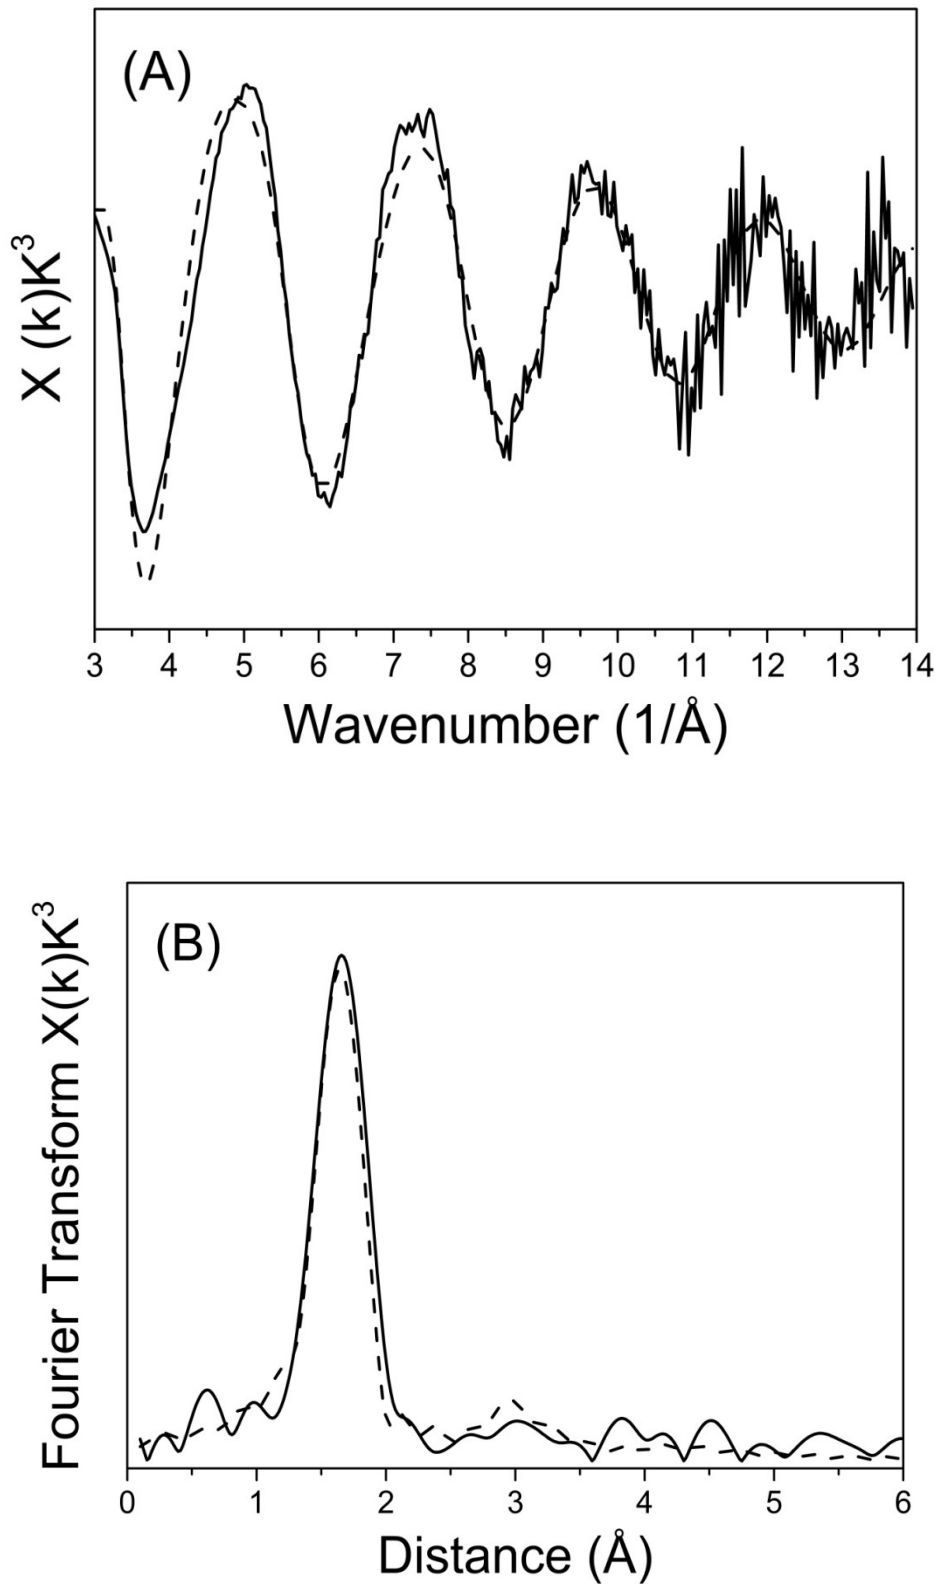 (A)
X (k)K³
3 4 5 6 7 8 9 10 11 12 13 14
Wavenumber (1/Å)
(B)
Fourier Transform X(k)K³
0 1 2 3 4 5 6
Distance (Å)